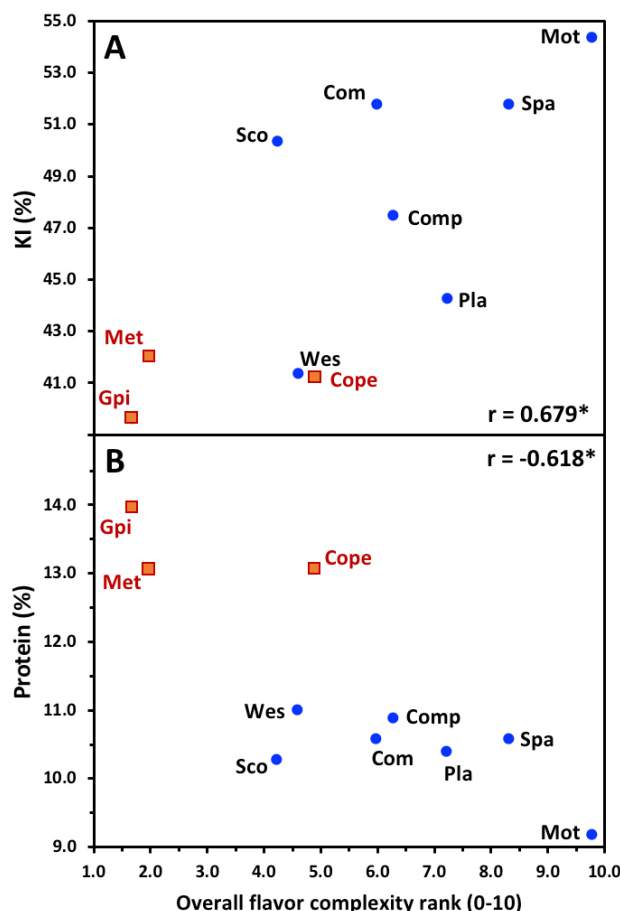 55.0
A
Mot
53.0
Com
Spa
51.0
Sco
49.0
KI (%)
47.0
Comp
45.0
Pla
43.0
Met
Wes
41.0
Cope
Gpi
r = 0.679*
B
r = -0.618*
14.0
Gpi
13.0
Met
Cope
Protein (%)
12.0
11.0
Wes
Comp
Spa
Com
10.0
Sco
Pla
9.0
Mot
1.0 2.0 3.0 4.0 5.0 6.0 7.0 8.0 9.0 10.0
Overall flavor complexity rank (0-10)